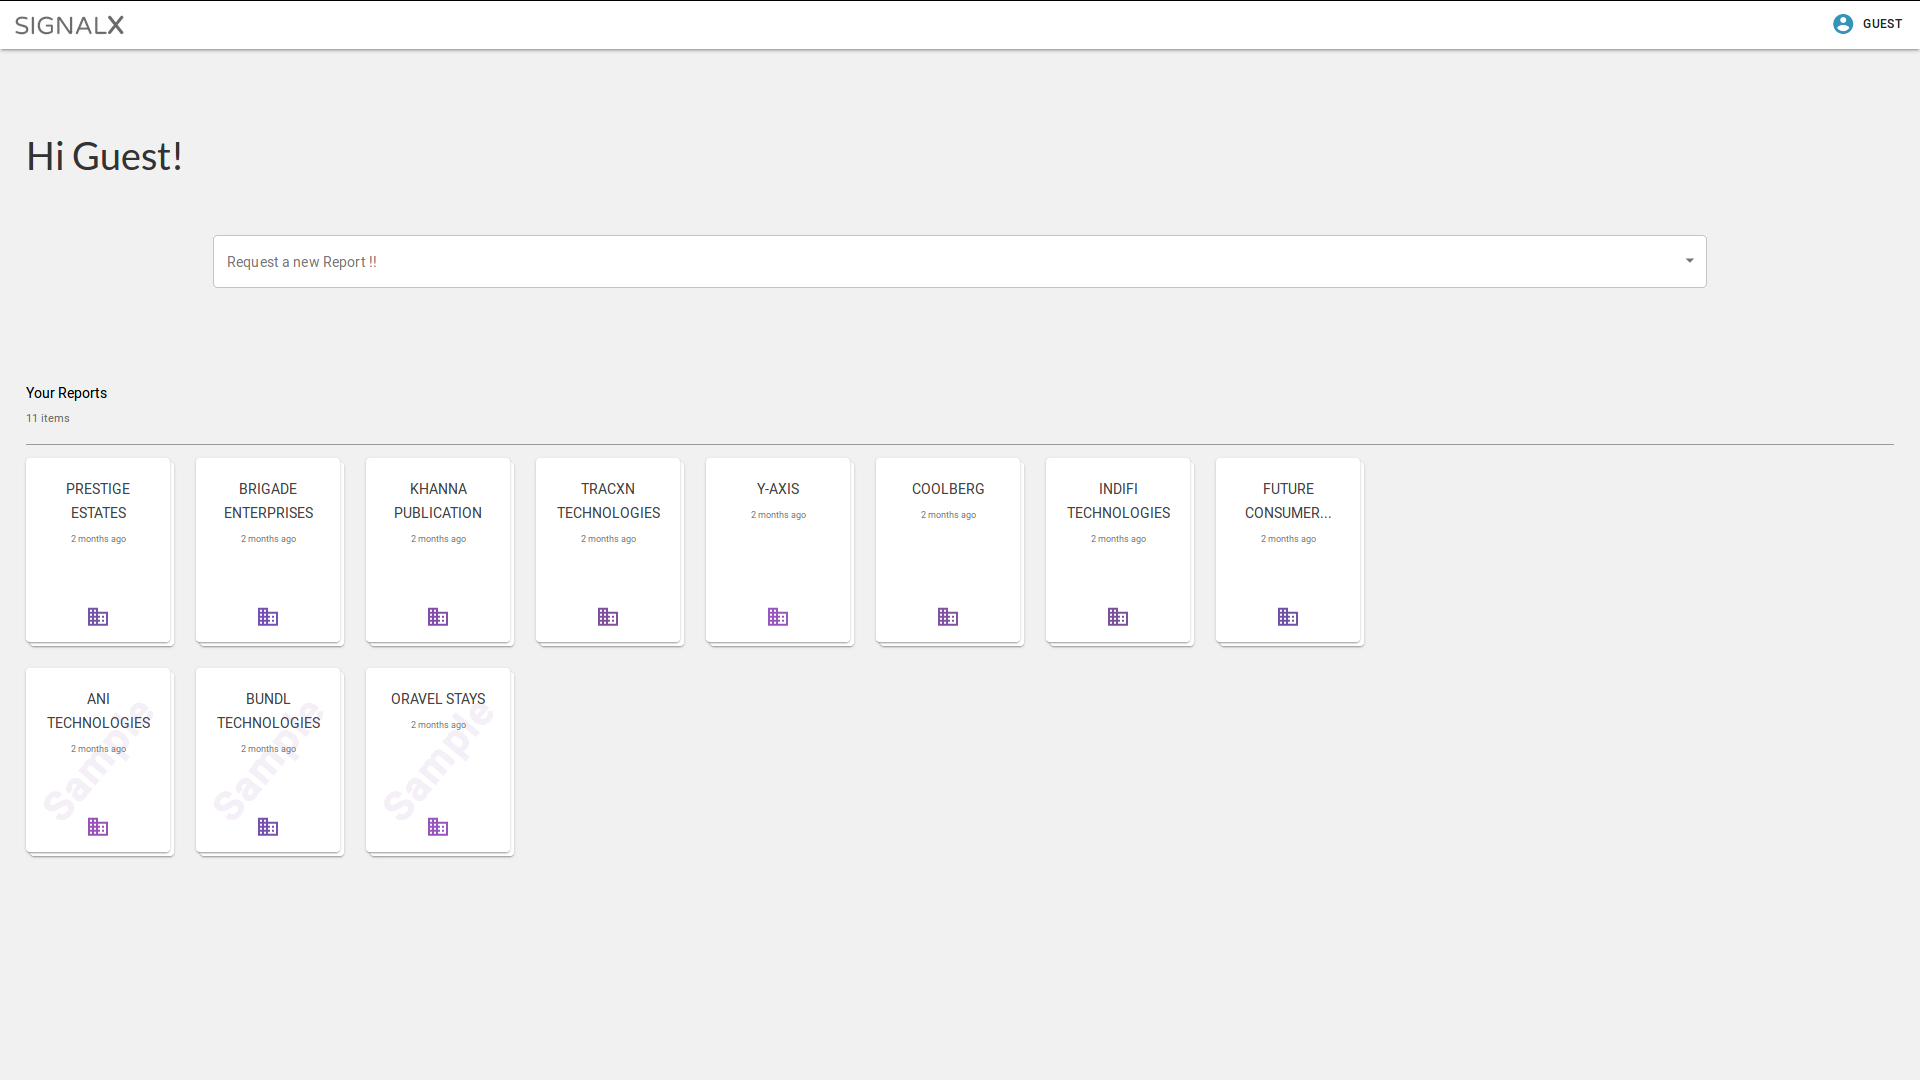 SIGNALX
GUEST
Hi Guest!
Request a new Report !!
Your Reports
11 items
PRESTIGE
ESTATES
2 months ago
BRIGADE
ENTERPRISES
2 months ago
KHANNA
PUBLICATION
2 months ago
TRACXN
TECHNOLOGIES
2 months ago
Y-AXIS
2 months ago
COOLBERG
2 months ago
INDIFI
TECHNOLOGIES
2 months ago
FUTURE
CONSUMER...
2 months ago
ANI
TECHNOLOGIES
2 months ago
Sample
BUNDL
TECHNOLOGIES
2 months ago
Sample
ORAVEL STAYS
2 months ago
Sample